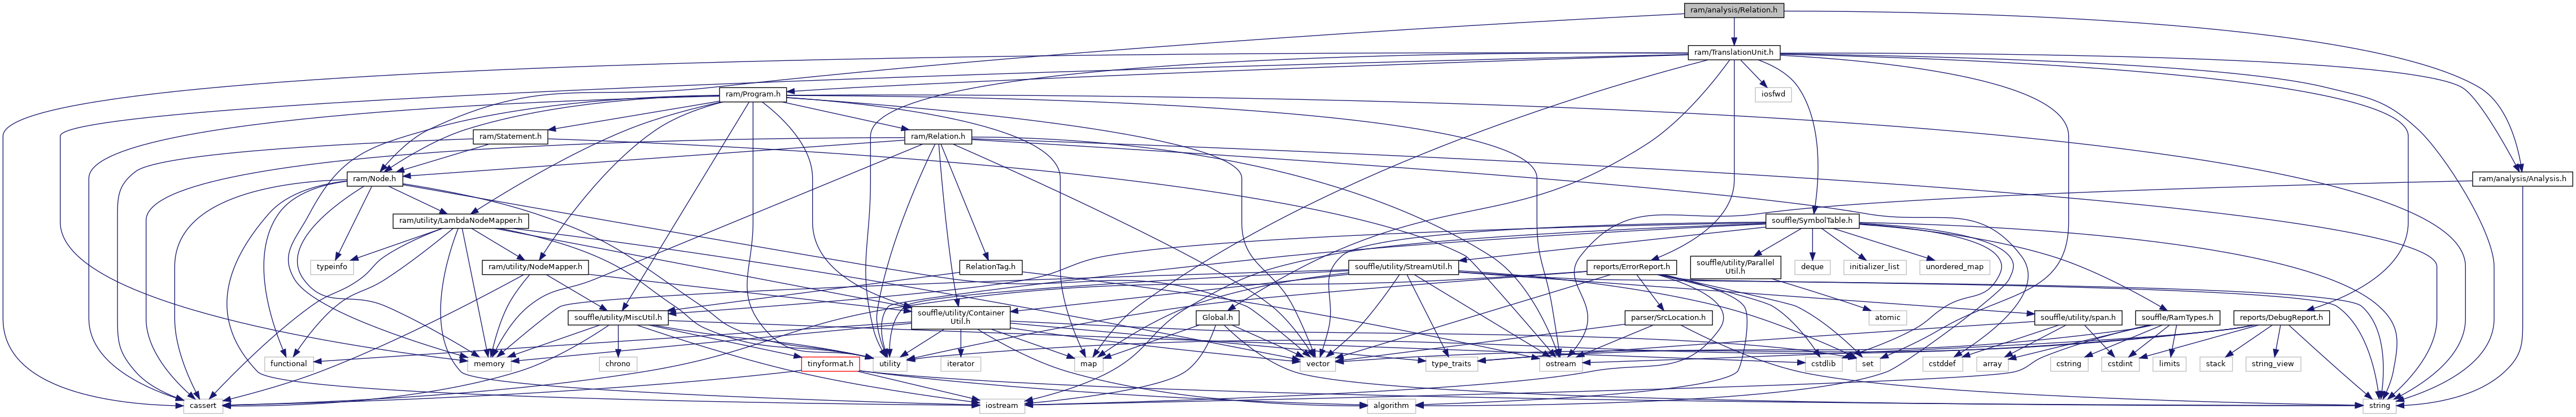 ram/analysis/Relation.h
ram/TranslationUnit.h
ram/Program.h
iosfwd
ram/Statement.h
ram/Relation.h
ram/Node.h
ram/analysis/Analysis.h
ram/utility/LambdaNodeMapper.h
souffle/SymbolTable.h
typeinfo
ram/utility/NodeMapper.h
RelationTag.h
souffle/utility/StreamUtil.h
reports/ErrorReport.h
souffle/utility/Parallel
Util.h
deque
initializer_list
unordered_map
souffle/utility/MiscUtil.h
souffle/utility/Container
Util.h
Global.h
parser/SrcLocation.h
atomic
souffle/utility/span.h
souffle/RamTypes.h
reports/DebugReport.h
functional
memory
chrono
tinyformat.h
utility
iterator
map
vector
type_traits
ostream
cstdlib
set
cstddef
array
cstring
cstdint
limits
stack
string_view
cassert
iostream
algorithm
string